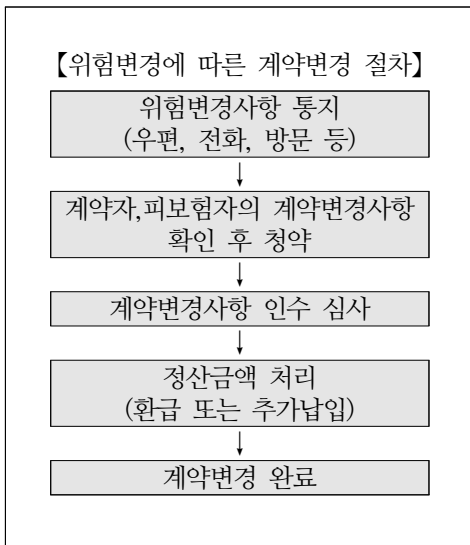 【위험변경에 따른 계약변경 절차】
위험변경사항 통지
(우편, 전화, 방문 등)
계약자,피보험자의 계약변경사항
확인 후 청약
계약변경사항 인수 심사
정산금액 처리
(환급 또는 추가납입)
계약변경 완료